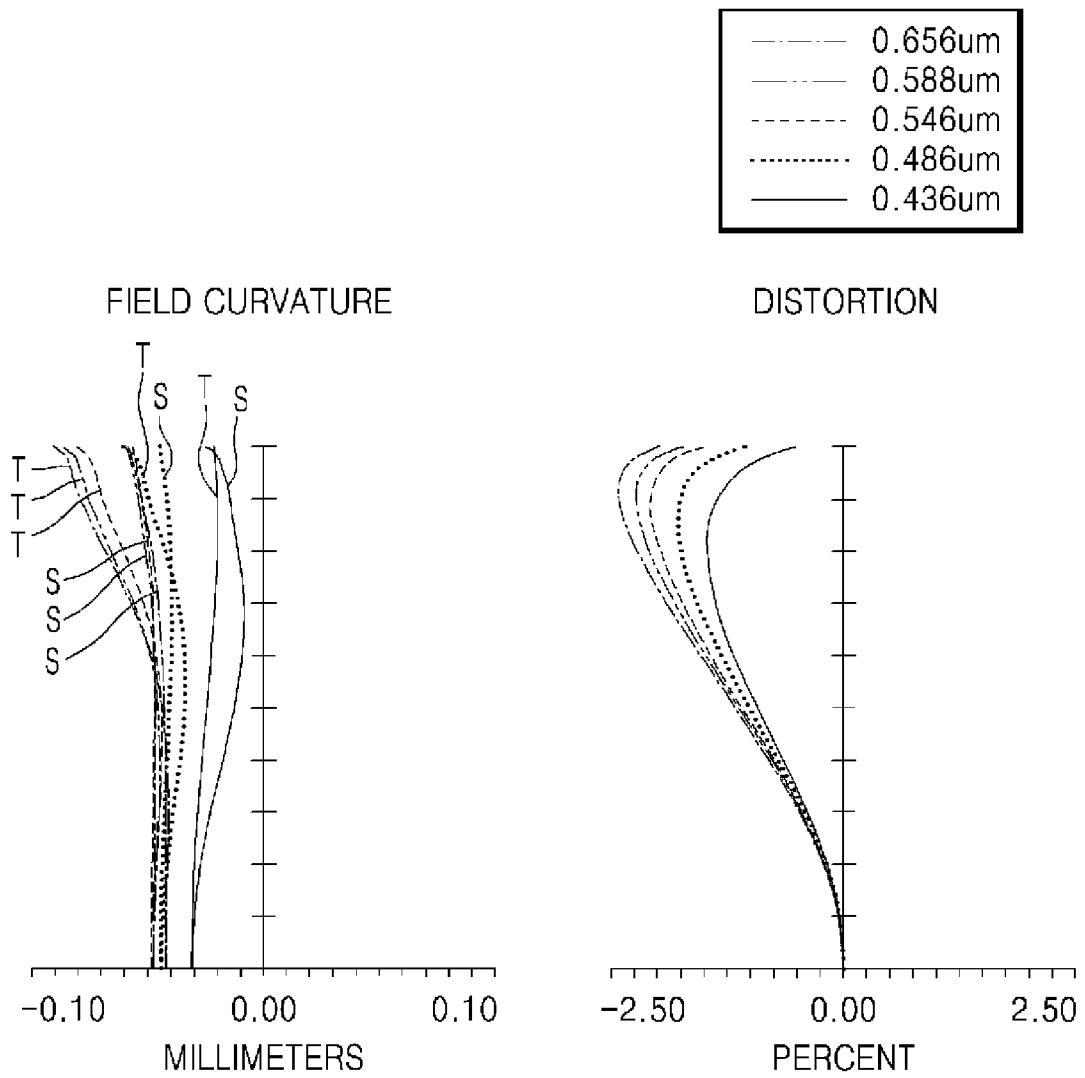 0.656um
0.588um
0.546um
0.486um
0.436um
FIELD CURVATURE
DISTORTION
T
S
T
S
T
T
T
S
S
S
-0.10 0.00 0.10
-2.50 0.00 2.50
MILLIMETERS
PERCENT